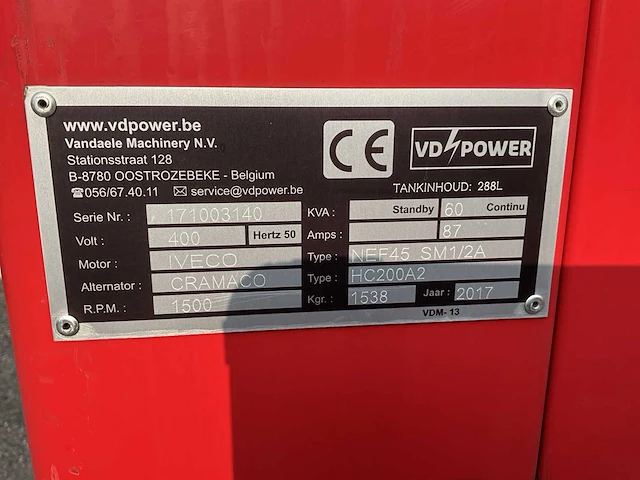 www.vdpower.be
Vandaele Machinery N.V.
Stationsstraat 128
B-8780 OOSTROZEBEKE - Belgium
☎056/67.40.11 ✉ service@vdpower.be
CE
VD POWER
TANKINHOUD: 288L
Serie Nr. : 171003140 KVA : Standby 60 Continu
Volt : 400 Hertz 50 Amps : 87
Motor : IVECO Type : NEF45 SM1/2A
Alternator : CRAMACO Type : HC200A2
R.P.M. : 1500 Kgr. : 1538 Jaar : 2017
VDM- 13